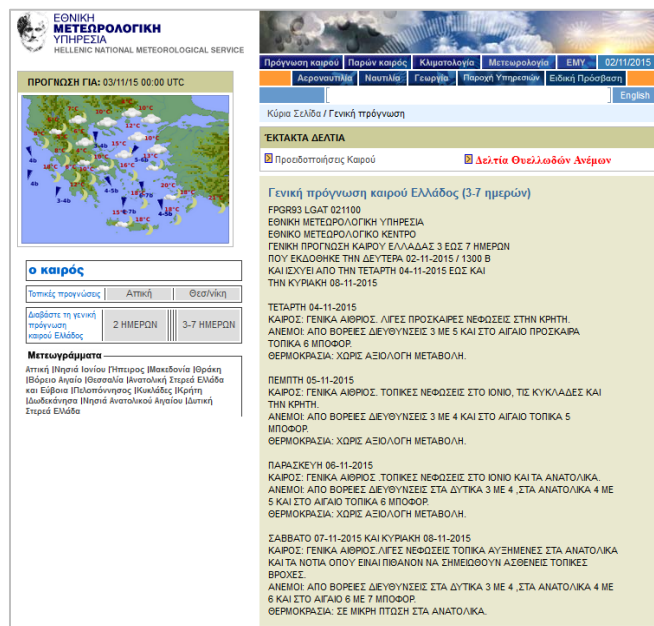 ΕΘΝΙΚΗ
ΜΕΤΕΩΡΟΛΟΓΙΚΗ
ΥΠΗΡΕΣΙΑ
HELLENIC NATIONAL METEOROLOGICAL SERVICE
Πρόγνωση καιρού Παρών καιρός Κλιματολογία Μετεωρολογία ΕΜΥ 02/11/2015
Αεροναυτιλία Ναυτιλία Γεωργία Παροχή Υπηρεσιών Ειδική Πρόσβαση
English
Κύρια Σελίδα / Γενική πρόγνωση
ΠΡΟΓΝΩΣΗ ΓΙΑ: 03/11/15 00:00 UTC
ο καιρός
Τοπικές προγνώσεις Αττική Θεσ/νίκη
Διαβάστε τη γενική
πρόγνωση
καιρού Ελλάδος
2 ΗΜΕΡΩΝ 3-7 ΗΜΕΡΩΝ
Μετεωγράμματα
Αττική |Νησιά Ιονίου |Ήπειρος |Μακεδονία |Θράκη
|Βόρειο Αιγαίο |Θεσσαλία |Ανατολική Στερεά Ελλάδα
και Εύβοια |Πελοπόννησος |Κυκλάδες |Κρήτη
|Δωδεκάνησα |Νησιά Ανατολικού Αιγαίου |Δυτική
Στερεά Ελλάδα
ΈΚΤΑΚΤΑ ΔΕΛΤΙΑ
Προειδοποιήσεις Καιρού Δελτία Θυελλωδών Ανέμων
Γενική πρόγνωση καιρού Ελλάδος (3-7 ημερών)
FPGR93 LGAT 021100
ΕΘΝΙΚΗ ΜΕΤΕΩΡΟΛΟΓΙΚΗ ΥΠΗΡΕΣΙΑ
ΕΘΝΙΚΟ ΜΕΤΕΩΡΟΛΟΓΙΚΟ ΚΕΝΤΡΟ
ΓΕΝΙΚΗ ΠΡΟΓΝΩΣΗ ΚΑΙΡΟΥ ΕΛΛΑΔΑΣ 3 ΕΩΣ 7 ΗΜΕΡΩΝ
ΠΟΥ ΕΚΔΟΘΗΚΕ ΤΗΝ ΔΕΥΤΕΡΑ 02-11-2015 / 1300 Β
ΚΑΙ ΙΣΧΥΕΙ ΑΠΟ ΤΗΝ ΤΕΤΑΡΤΗ 04-11-2015 ΕΩΣ ΚΑΙ
ΤΗΝ ΚΥΡΙΑΚΗ 08-11-2015
ΤΕΤΑΡΤΗ 04-11-2015
ΚΑΙΡΟΣ: ΓΕΝΙΚΑ ΑΙΘΡΙΟΣ. ΛΙΓΕΣ ΠΡΟΣΚΑΙΡΕΣ ΝΕΦΩΣΕΙΣ ΣΤΗΝ ΚΡΗΤΗ.
ΑΝΕΜΟΙ: ΑΠΟ ΒΟΡΕΙΕΣ ΔΙΕΥΘΥΝΣΕΙΣ 3 ΜΕ 5 ΚΑΙ ΣΤΟ ΑΙΓΑΙΟ ΠΡΟΣΚΑΙΡΑ
ΤΟΠΙΚΑ 6 ΜΠΟΦΟΡ.
ΘΕΡΜΟΚΡΑΣΙΑ: ΧΩΡΙΣ ΑΞΙΟΛΟΓΗ ΜΕΤΑΒΟΛΗ.
ΠΕΜΠΤΗ 05-11-2015
ΚΑΙΡΟΣ: ΓΕΝΙΚΑ ΑΙΘΡΙΟΣ. ΤΟΠΙΚΕΣ ΝΕΦΩΣΕΙΣ ΣΤΟ ΙΟΝΙΟ, ΤΙΣ ΚΥΚΛΑΔΕΣ ΚΑΙ
ΤΗΝ ΚΡΗΤΗ.
ΑΝΕΜΟΙ: ΑΠΟ ΒΟΡΕΙΕΣ ΔΙΕΥΘΥΝΣΕΙΣ 3 ΜΕ 4 ΚΑΙ ΣΤΟ ΑΙΓΑΙΟ ΤΟΠΙΚΑ 5
ΜΠΟΦΟΡ.
ΘΕΡΜΟΚΡΑΣΙΑ: ΧΩΡΙΣ ΑΞΙΟΛΟΓΗ ΜΕΤΑΒΟΛΗ.
ΠΑΡΑΣΚΕΥΗ 06-11-2015
ΚΑΙΡΟΣ: ΓΕΝΙΚΑ ΑΙΘΡΙΟΣ .ΤΟΠΙΚΕΣ ΝΕΦΩΣΕΙΣ ΣΤΟ ΙΟΝΙΟ ΚΑΙ ΤΑ ΑΝΑΤΟΛΙΚΑ.
ΑΝΕΜΟΙ: ΑΠΟ ΒΟΡΕΙΕΣ ΔΙΕΥΘΥΝΣΕΙΣ ΣΤΑ ΔΥΤΙΚΑ 3 ΜΕ 4 ,ΣΤΑ ΑΝΑΤΟΛΙΚΑ 4 ΜΕ
5 ΚΑΙ ΣΤΟ ΑΙΓΑΙΟ ΤΟΠΙΚΑ 6 ΜΠΟΦΟΡ.
ΘΕΡΜΟΚΡΑΣΙΑ: ΧΩΡΙΣ ΑΞΙΟΛΟΓΗ ΜΕΤΑΒΟΛΗ.
ΣΑΒΒΑΤΟ 07-11-2015 ΚΑΙ ΚΥΡΙΑΚΗ 08-11-2015
ΚΑΙΡΟΣ: ΓΕΝΙΚΑ ΑΙΘΡΙΟΣ.ΛΙΓΕΣ ΝΕΦΩΣΕΙΣ ΤΟΠΙΚΑ ΑΥΞΗΜΕΝΕΣ ΣΤΑ ΑΝΑΤΟΛΙΚΑ
ΚΑΙ ΤΑ ΝΟΤΙΑ ΟΠΟΥ ΕΙΝΑΙ ΠΙΘΑΝΟΝ ΝΑ ΣΗΜΕΙΩΘΟΥΝ ΑΣΘΕΝΕΙΣ ΤΟΠΙΚΕΣ
ΒΡΟΧΕΣ.
ΑΝΕΜΟΙ: ΑΠΟ ΒΟΡΕΙΕΣ ΔΙΕΥΘΥΝΣΕΙΣ ΣΤΑ ΔΥΤΙΚΑ 3 ΜΕ 4 ,ΣΤΑ ΑΝΑΤΟΛΙΚΑ 4 ΜΕ
6 ΚΑΙ ΣΤΟ ΑΙΓΑΙΟ 6 ΜΕ 7 ΜΠΟΦΟΡ.
ΘΕΡΜΟΚΡΑΣΙΑ: ΣΕ ΜΙΚΡΗ ΠΤΩΣΗ ΣΤΑ ΑΝΑΤΟΛΙΚΑ.